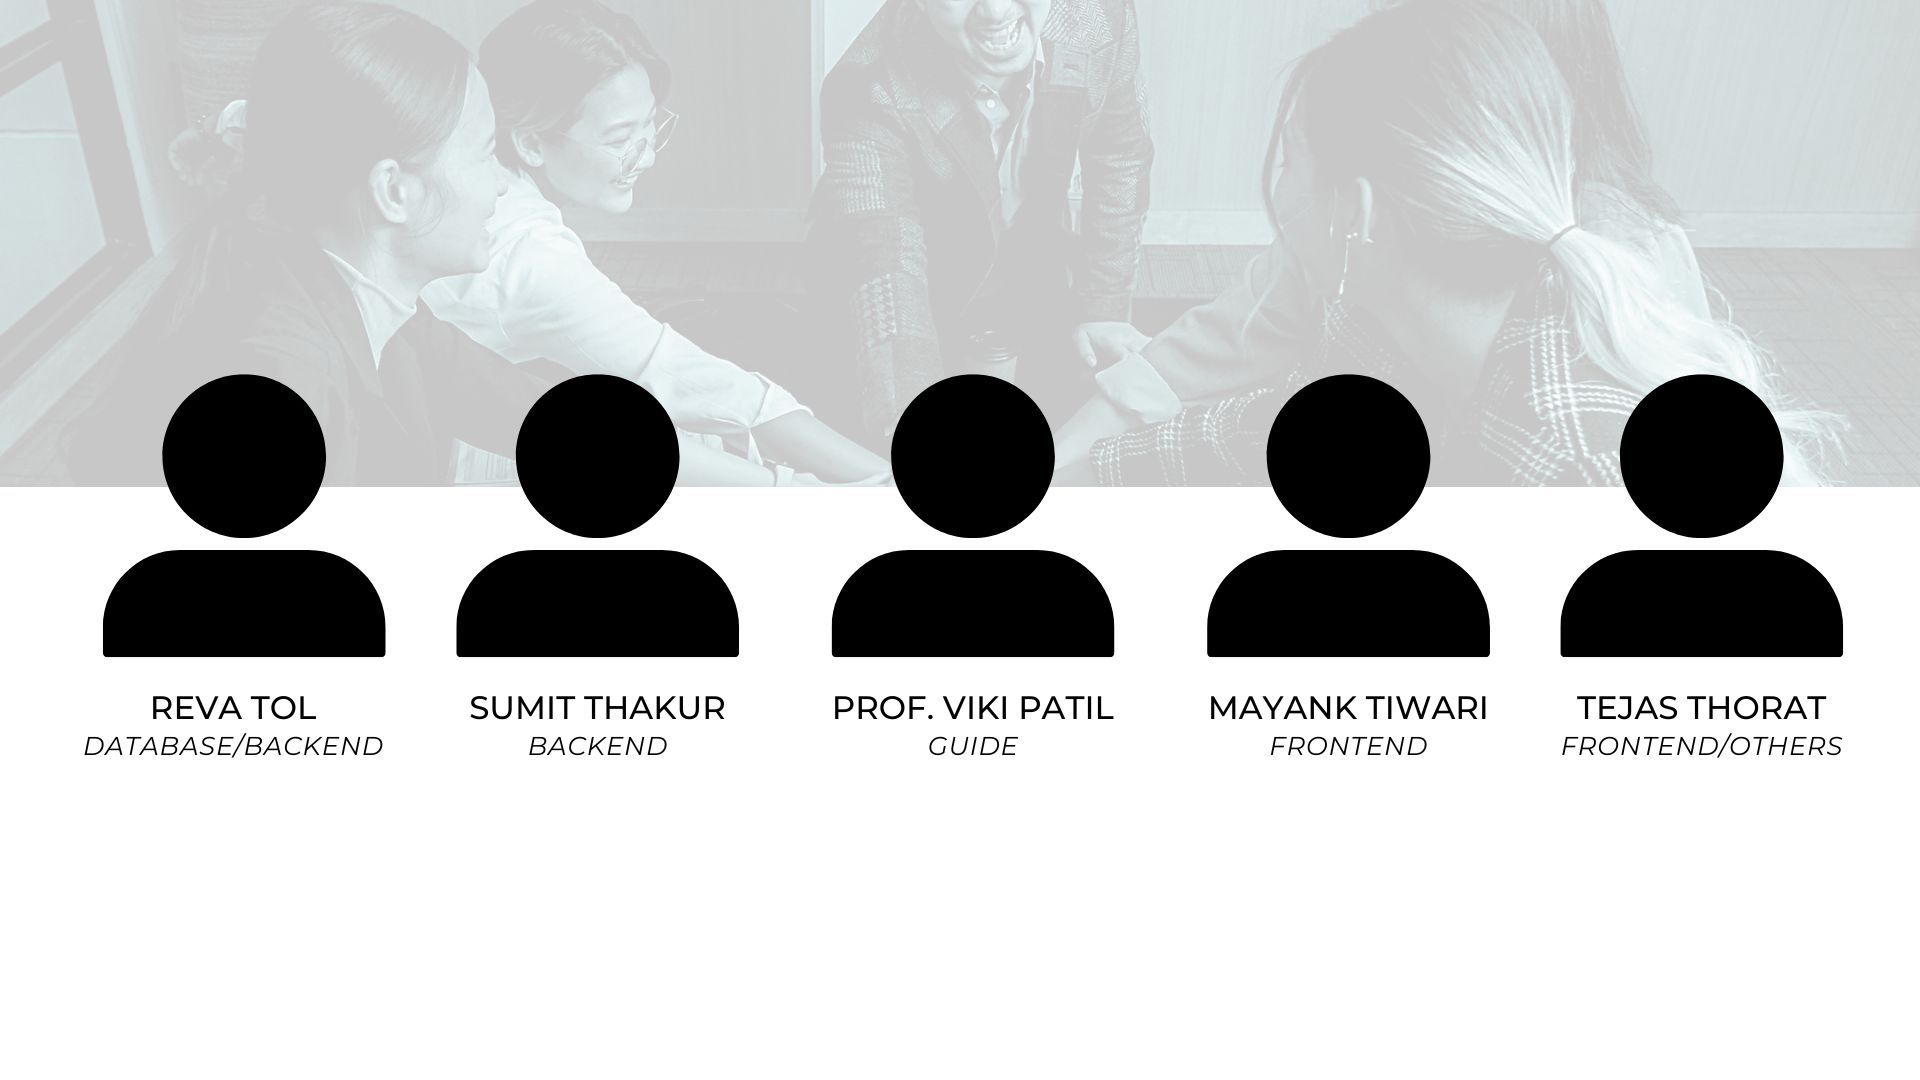 REVA TOL
DATABASE/BACKEND
SUMIT THAKUR
BACKEND
PROF. VIKI PATIL
GUIDE
MAYANK TIWARI
FRONTEND
TEJAS THORAT
FRONTEND/OTHERS